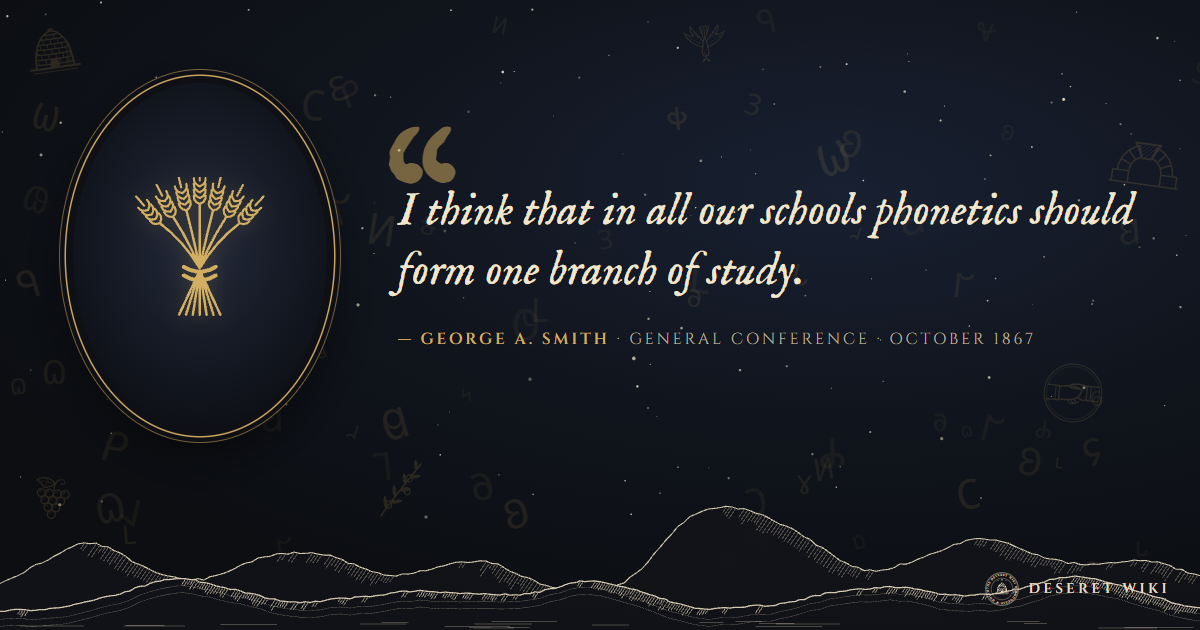 “
I think that in all our schools phonetics should
form one branch of study.
— GEORGE A. SMITH · GENERAL CONFERENCE · OCTOBER 1867
DESERET WIKI